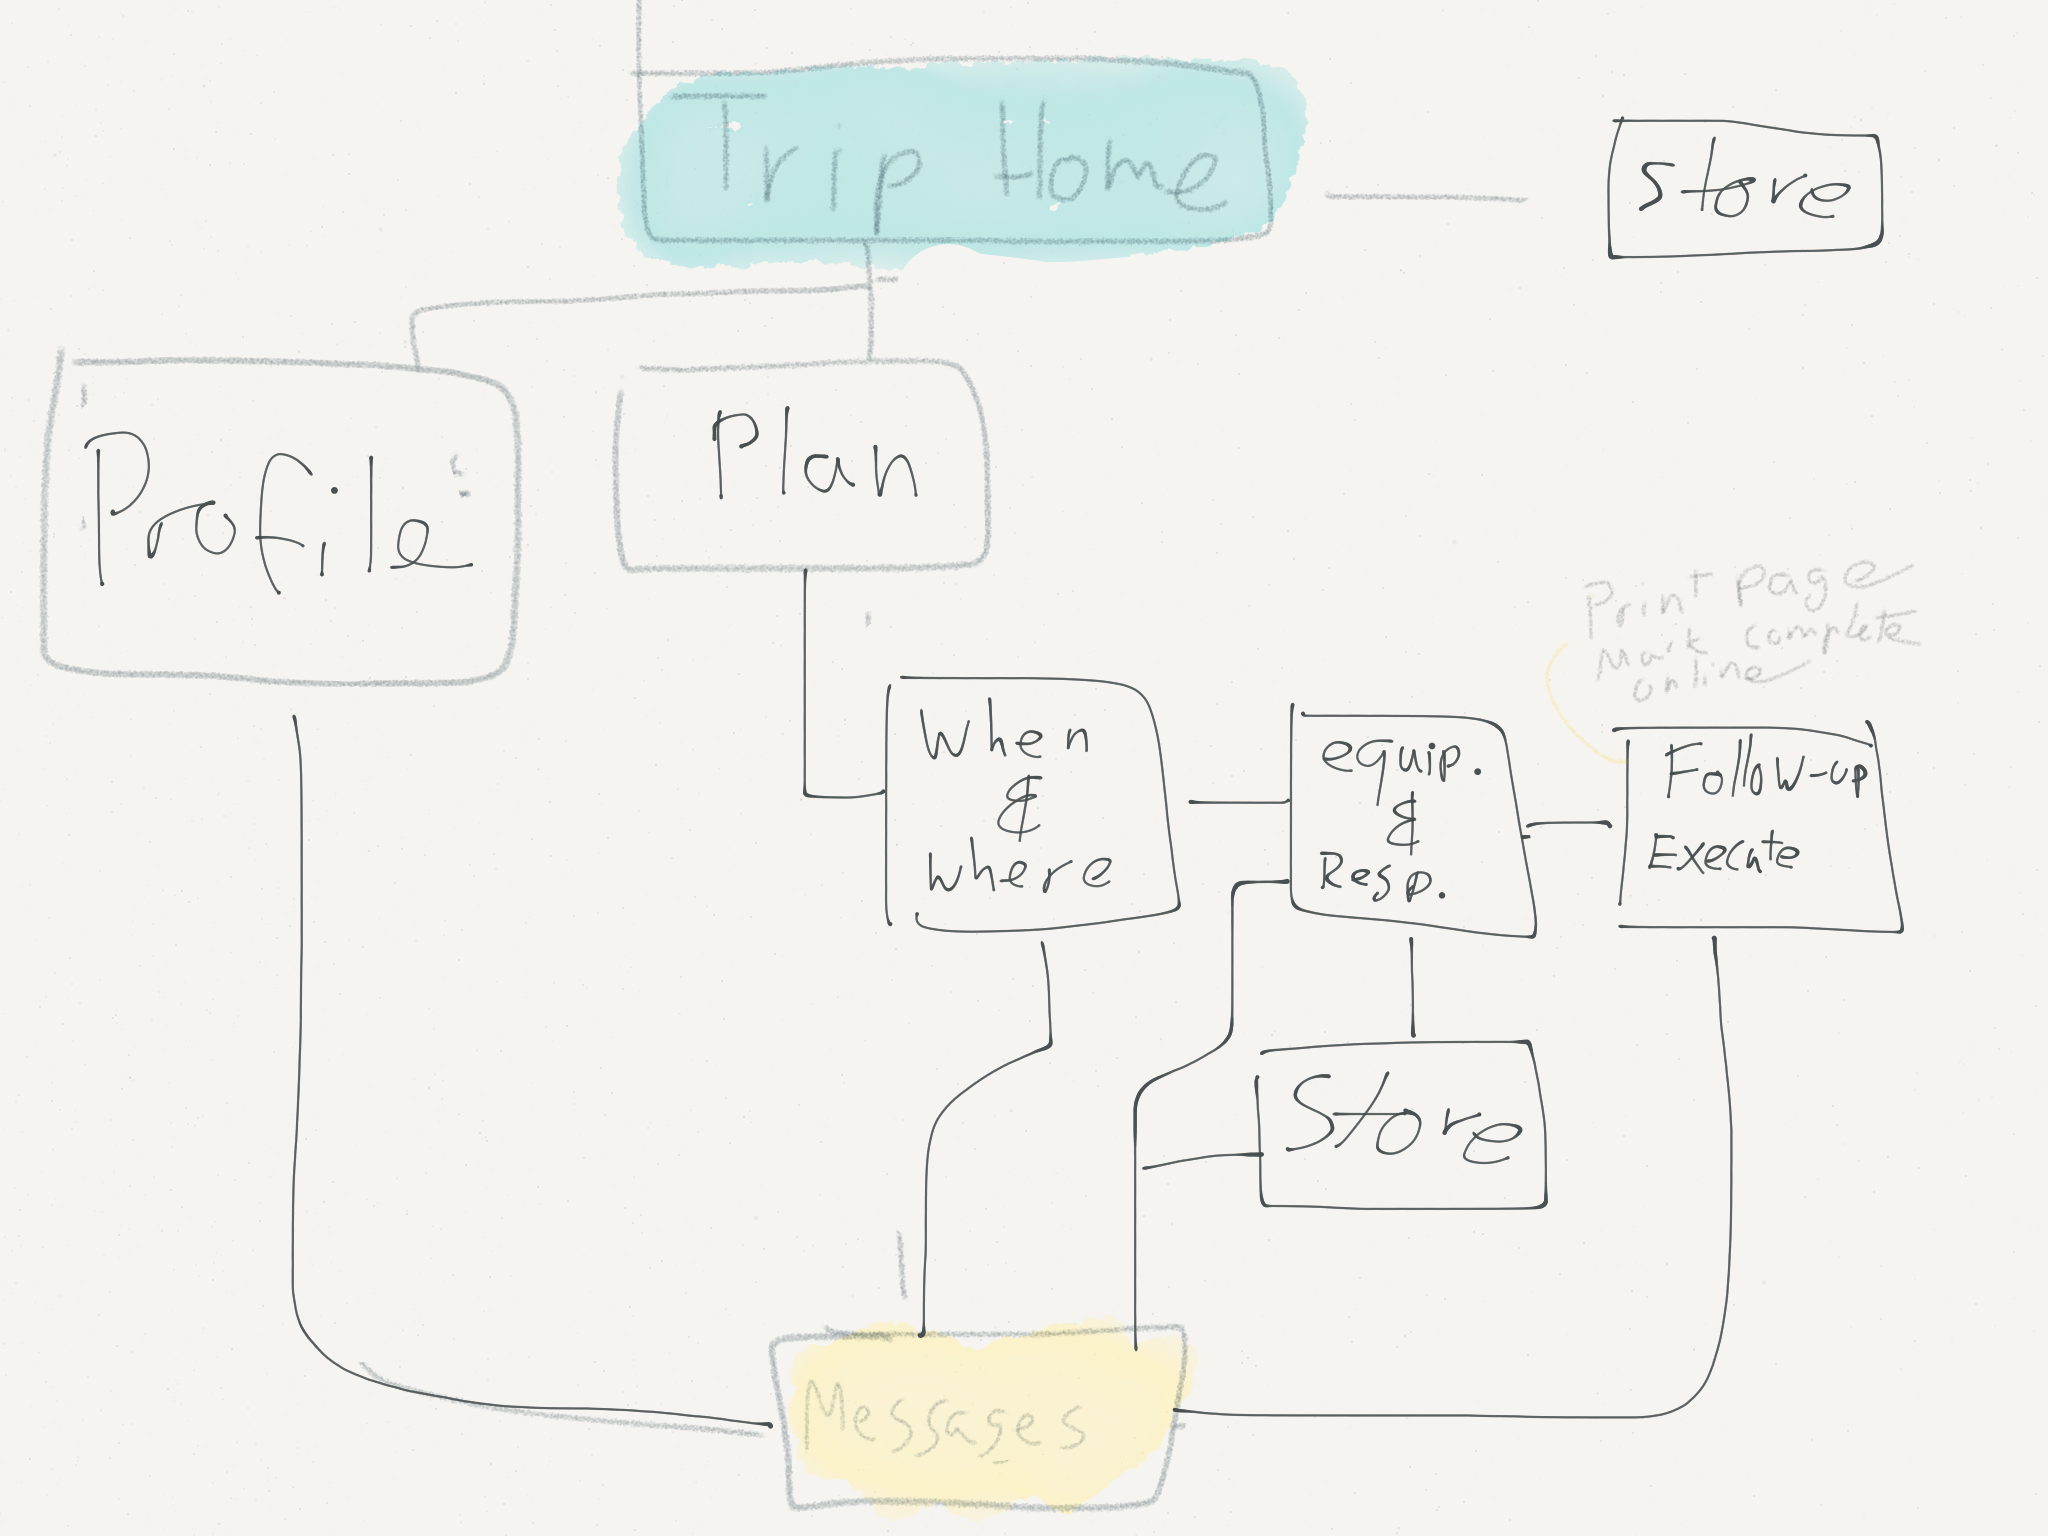 Trip Home
Store
Profile
Plan
Print page
Mark complete
online
When
&
where
equip.
&
Resp.
Follow-up
Execute
Store
Messages